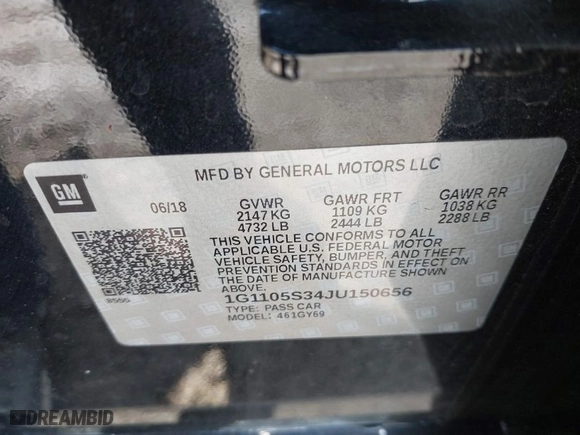 MFD BY GENERAL MOTORS LLC
GM
06/18 GVWR GAWR FRT GAWR RR
2147 KG 1109 KG 1038 KG
4732 LB 2444 LB 2288 LB
THIS VEHICLE CONFORMS TO ALL
APPLICABLE U.S. FEDERAL MOTOR
VEHICLE SAFETY, BUMPER, AND THEFT
PREVENTION STANDARDS IN EFFECT ON
THE DATE OF MANUFACTURE SHOWN
ABOVE.
1G1105S34JU150656
TYPE: PASS CAR
MODEL: 461GY69
DREAMBID